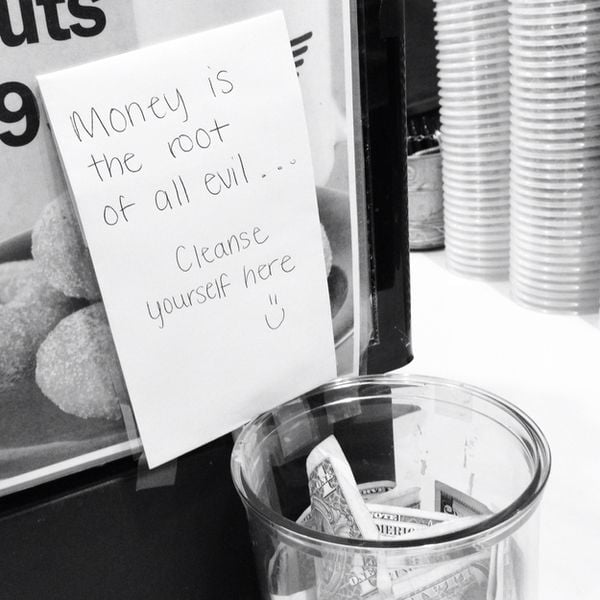 uts
9
Money is
the root
of all evil...
Cleanse
yourself here